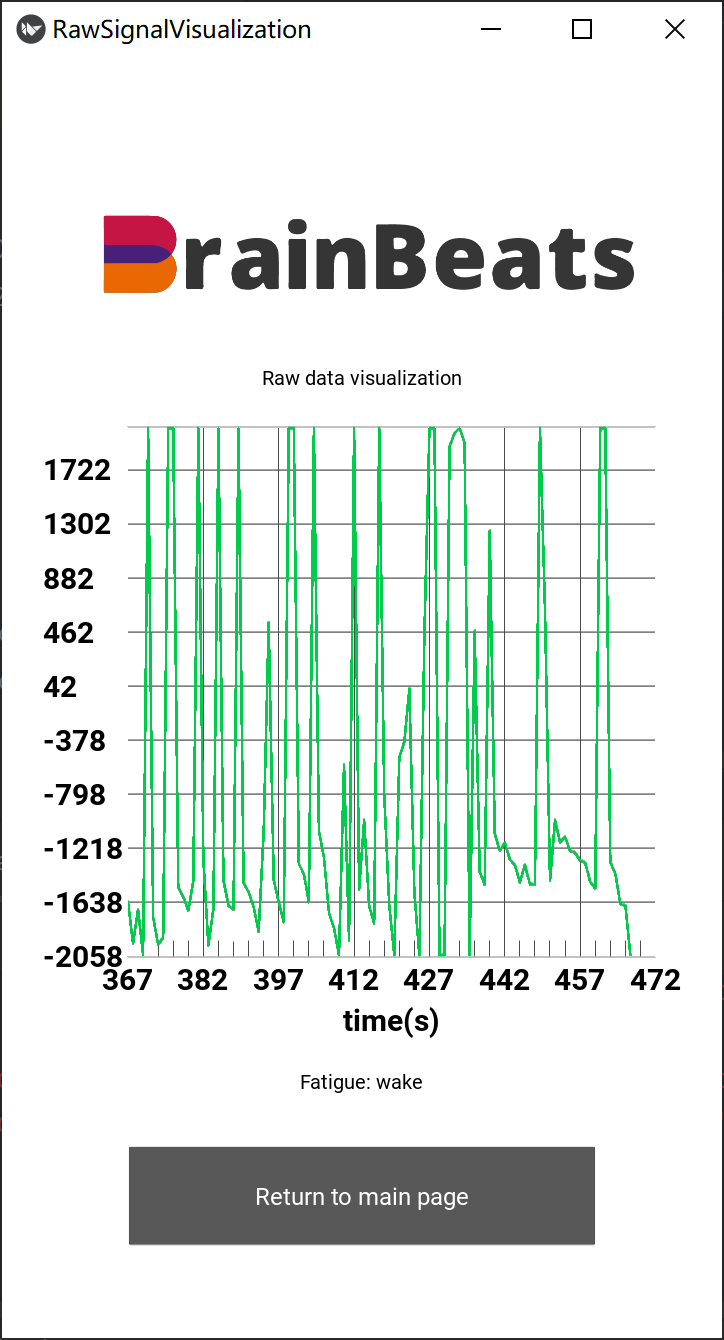 RawSignalVisualization
BrainBeats
Raw data visualization
1722
1302
882
462
42
-378
-798
-1218
-1638
-2058
367 382 397 412 427 442 457 472
time(s)
Fatigue: wake
Return to main page